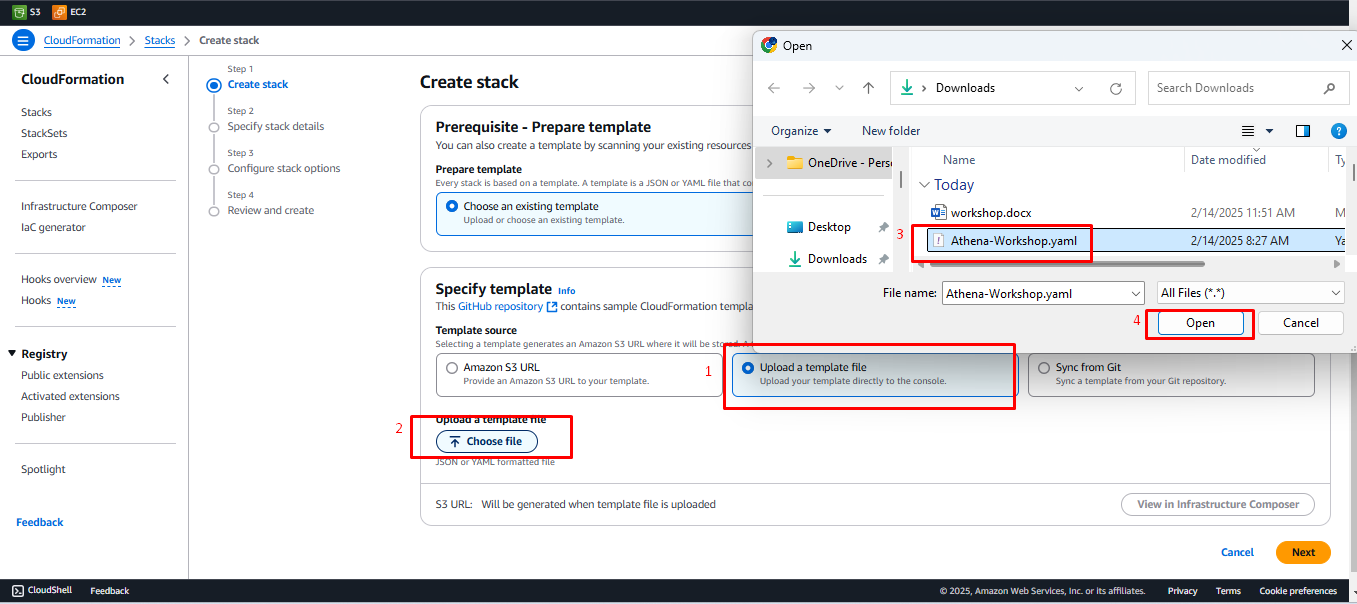 S3 EC2
CloudFormation > Stacks > Create stack
CloudFormation
Stacks
StackSets
Exports
Infrastructure Composer
IaC generator
Hooks overview New
Hooks New
Registry
Public extensions
Activated extensions
Publisher
Spotlight
Feedback
Step 1
Create stack
Step 2
Specify stack details
Step 3
Configure stack options
Step 4
Review and create
Create stack
Prerequisite - Prepare template
You can also create a template by scanning your existing resources
Prepare template
Every stack is based on a template. A template is a JSON or YAML file that
Choose an existing template
Upload or choose an existing template.
Specify template Info
This GitHub repository contains sample CloudFormation
Template source
Selecting a template generates an Amazon S3 URL where it will be stored.
Amazon S3 URL
Provide an Amazon S3 URL to your template.
1
Upload a template file
Upload your template directly to the console.
Sync from Git
Sync a template from your Git repository.
Upload a template file
2
Choose file
JSON or YAML formatted file
S3 URL: Will be generated when template file is uploaded
View in Infrastructure Composer
Cancel Next
Open
Downloads
Search Downloads
Organize New folder
OneDrive - Pers
Desktop
Downloads
Name Date modified Ty
Today
workshop.docx 2/14/2025 11:51 AM M
3
Athena-Workshop.yaml 2/14/2025 8:27 AM Ya
File name: Athena-Workshop.yaml All Files (*.*)
4
Open Cancel
CloudShell Feedback © 2025, Amazon Web Services, Inc. or its affiliates. Privacy Terms Cookie preferences